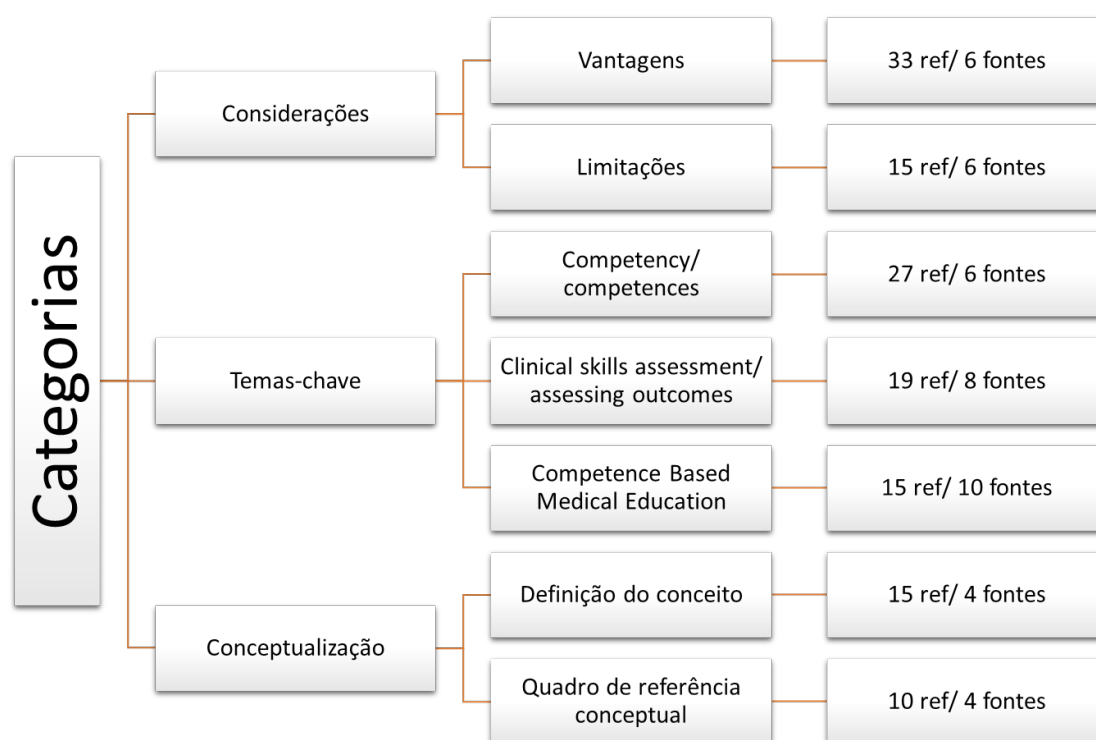 Categorias
Considerações
Vantagens
33 ref/ 6 fontes
Limitações
15 ref/ 6 fontes
Temas-chave
Competency/
competences
27 ref/ 6 fontes
Clinical skills assessment/
assessing outcomes
19 ref/ 8 fontes
Competence Based
Medical Education
15 ref/ 10 fontes
Conceptualização
Definição do conceito
15 ref/ 4 fontes
Quadro de referência
conceptual
10 ref/ 4 fontes